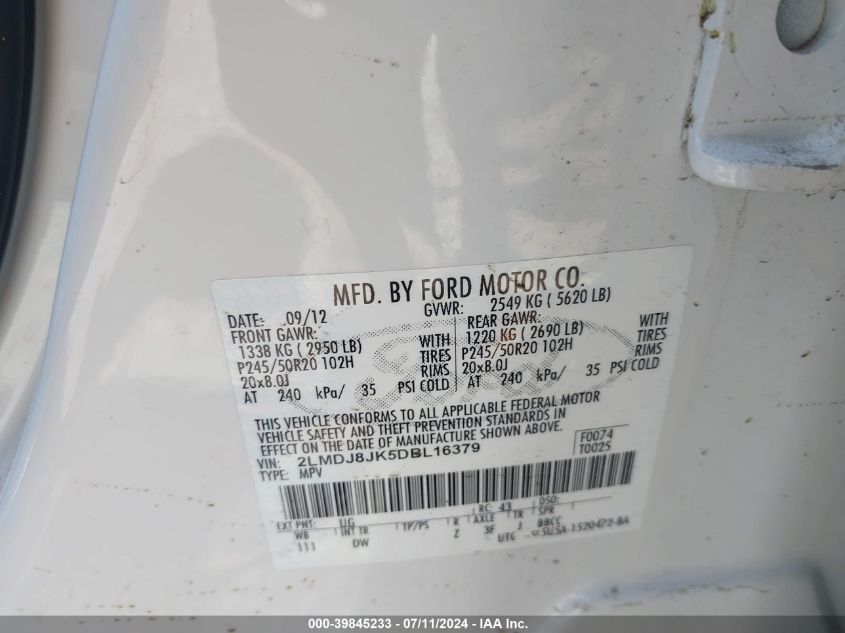 MFD. BY FORD MOTOR CO.
DATE: 09/12 GVWR: 2549 KG ( 5620 LB)
FRONT GAWR: REAR GAWR:
1338 KG ( 2950 LB) WITH 1220 KG ( 2690 LB) WITH
P245/50R20 102H TIRES P245/50R20 102H TIRES
20x8.0J RIMS 20x8.0J RIMS
AT 240 kPa/ 35 PSI COLD AT 240 kPa/ 35 PSI COLD
THIS VEHICLE CONFORMS TO ALL APPLICABLE FEDERAL MOTOR
VEHICLE SAFETY AND THEFT PREVENTION STANDARDS IN
EFFECT ON THE DATE OF MANUFACTURE SHOWN ABOVE.
VIN: 2LMDJ8JK5DBL16379 F0074
TYPE: MPV T0025
EXT PNT: UG RC: 43 DSO:
WB INT TR TP/PS R AXLE TR SPR
111 DW Z 3F J BBCC
UTC
000-39845233 - 07/11/2024 - IAA Inc.